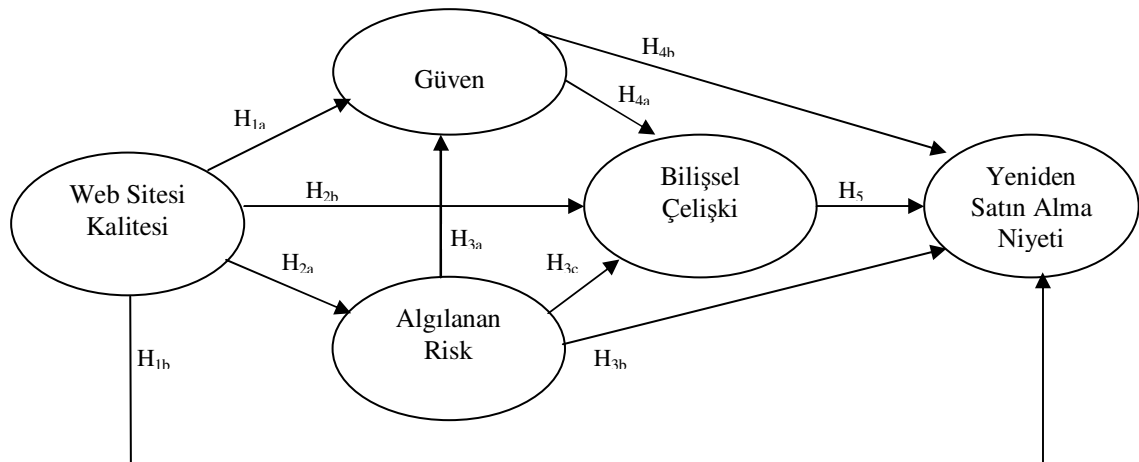 Güven
H4b
H4a
H1a
Web Sitesi
Kalitesi
H2b
Bilişsel
Çelişki
H5
Yeniden
Satın Alma
Niyeti
H3a
H2a
H3c
Algılanan
Risk
H1b
H3b